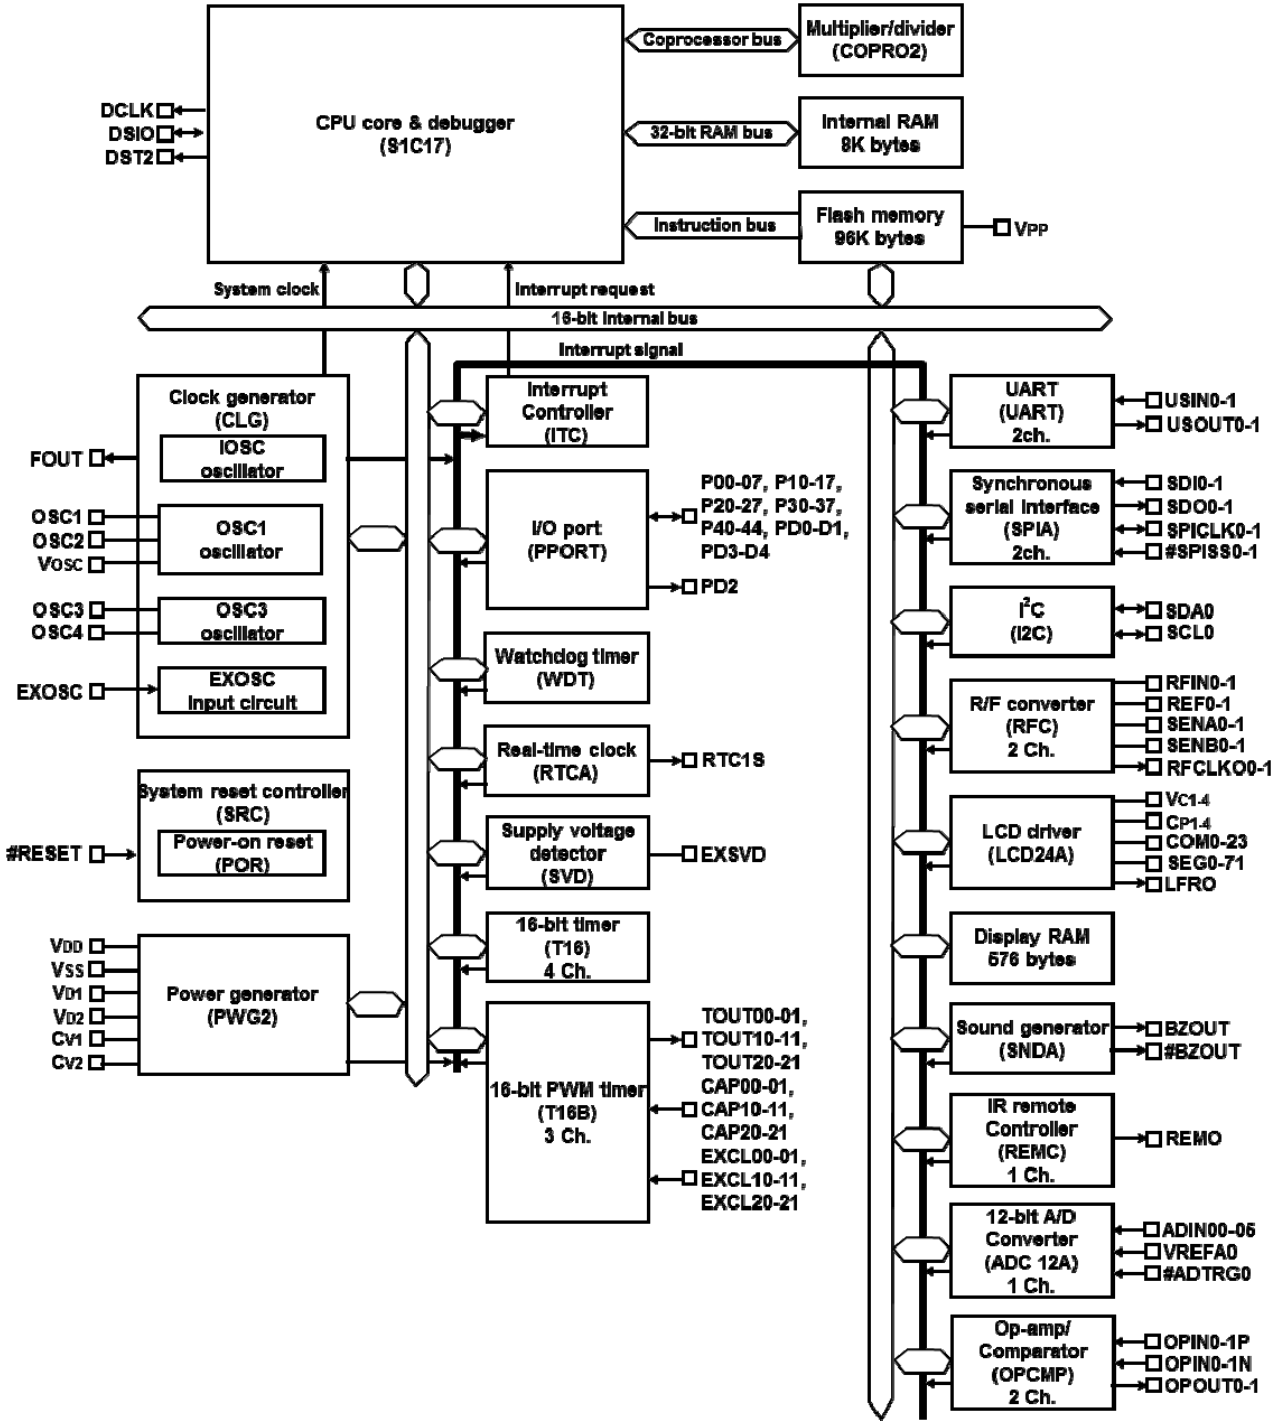 Coprocessor bus
Multiplier/divider
(COPRO2)
DCLK
DSIO
DST2
CPU core & debugger
(S1C17)
32-bit RAM bus
Internal RAM
8K bytes
Instruction bus
Flash memory
96K bytes
VPP
System clock
Interrupt request
16-bit Internal bus
Interrupt signal
Clock generator
(CLG)
IOSC
oscillator
FOUT
OSC1
OSC2
VOSC
OSC1
oscillator
OSC3
OSC4
OSC3
oscillator
EXOSC
EXOSC
Input circuit
System reset controller
(SRC)
#RESET
Power-on reset
(POR)
VDD
VSS
VD1
VD2
CV1
CV2
Power generator
(PWG2)
Interrupt
Controller
(ITC)
I/O port
(PPORT)
P00-07, P10-17,
P20-27, P30-37,
P40-44, PD0-D1,
PD3-D4
PD2
Watchdog timer
(WDT)
Real-time clock
(RTCA)
RTC1S
Supply voltage
detector
(SVD)
EXSVD
16-bit timer
(T16)
4 Ch.
16-bit PWM timer
(T16B)
3 Ch.
TOUT00-01,
TOUT10-11,
TOUT20-21
CAP00-01,
CAP10-11,
CAP20-21
EXCL00-01,
EXCL10-11,
EXCL20-21
UART
(UART)
2ch.
USIN0-1
USOUT0-1
Synchronous
serial Interface
(SPIA)
2ch.
SDI0-1
SDO0-1
SPICLK0-1
#SPISS0-1
I²C
(I2C)
SDA0
SCL0
R/F converter
(RFC)
2 Ch.
RFIN0-1
REF0-1
SENA0-1
SENB0-1
RFCLKO0-1
LCD driver
(LCD24A)
VC1-4
CP1-4
COM0-23
SEG0-71
LFRO
Display RAM
576 bytes
Sound generator
(SNDA)
BZOUT
#BZOUT
IR remote
Controller
(REMC)
1 Ch.
REMO
12-bit A/D
Converter
(ADC 12A)
1 Ch.
ADIN00-05
VREFA0
#ADTRG0
Op-amp/
Comparator
(OPCMP)
2 Ch.
OPIN0-1P
OPIN0-1N
OPOUT0-1